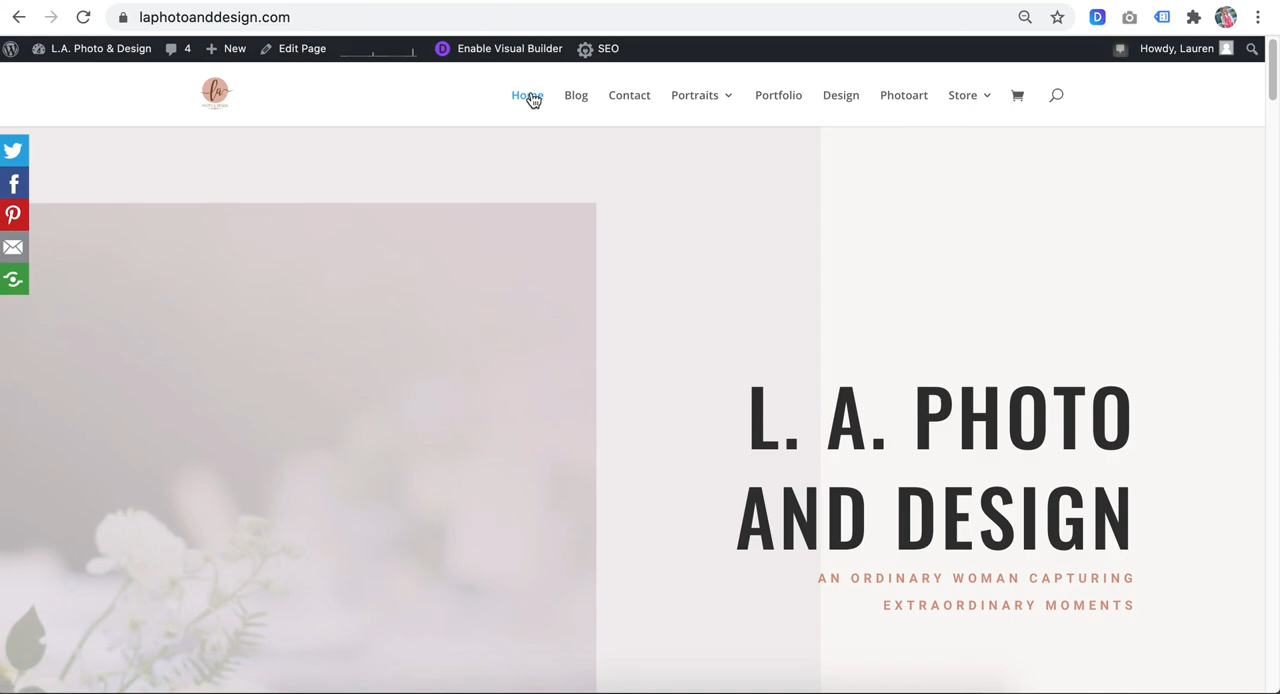 laphotoanddesign.com
L.A. Photo & Design 4 New Edit Page D Enable Visual Builder SEO Howdy, Lauren
la Home Blog Contact Portraits Portfolio Design Photoart Store
L. A. PHOTO
AND DESIGN
AN ORDINARY WOMAN CAPTURING
EXTRAORDINARY MOMENTS